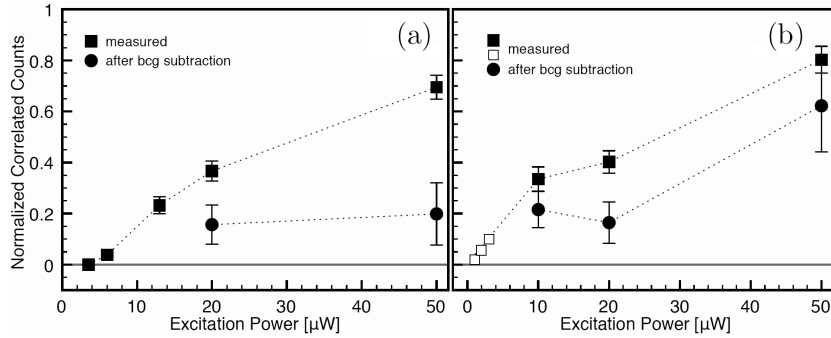 (a)
measured
after bcg subtraction
Normalized Correlated Counts
1
0.8
0.6
0.4
0.2
0
0 10 20 30 40 50
Excitation Power [µW]
(b)
measured
after bcg subtraction
0 10 20 30 40 50
Excitation Power [µW]